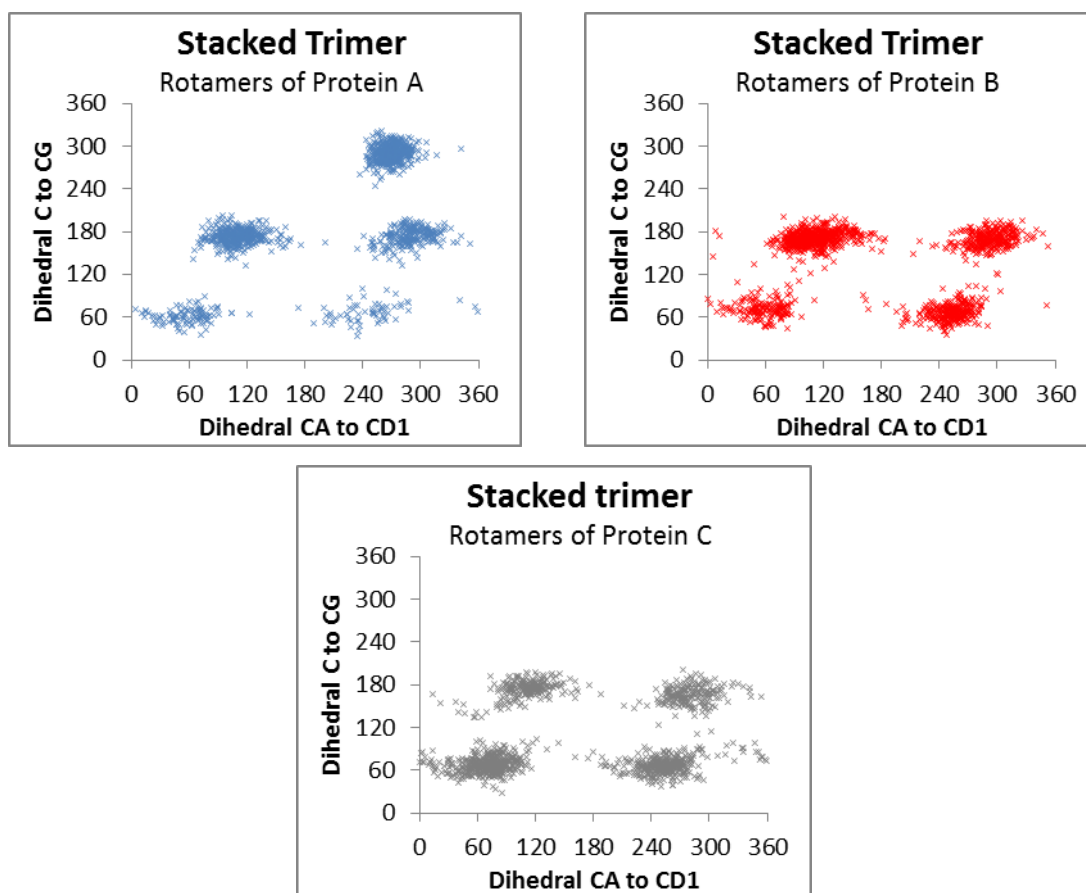 Stacked Trimer
Rotamers of Protein A
360
300
240
180
120
60
0
0 60 120 180 240 300 360
Dihedral C to CG
Dihedral CA to CD1
Stacked Trimer
Rotamers of Protein B
360
300
240
180
120
60
0
0 60 120 180 240 300 360
Dihedral C to CG
Dihedral CA to CD1
Stacked trimer
Rotamers of Protein C
360
300
240
180
120
60
0
0 60 120 180 240 300 360
Dihedral C to CG
Dihedral CA to CD1